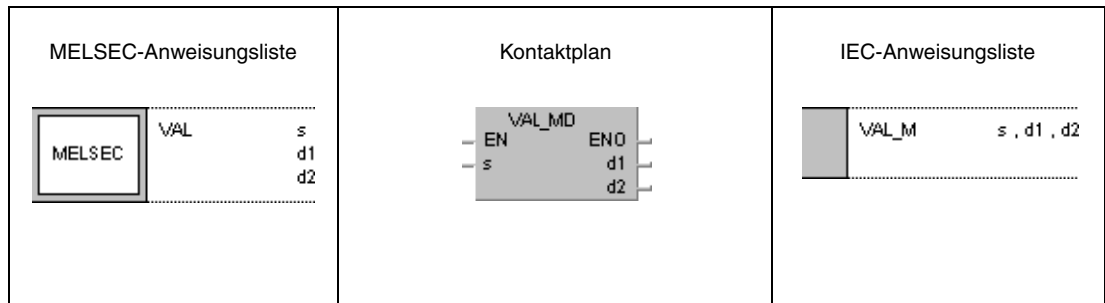 MELSEC-Anweisungsliste
MELSEC
VAL s
d1
d2
Kontaktplan
VAL_MD
EN ENO
s d1
d2
IEC-Anweisungsliste
VAL_M s , d1 , d2